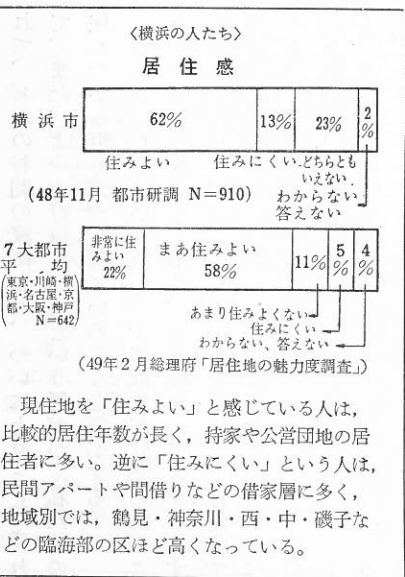 〈横浜の人たち〉
居住感
横浜市
62%
13%
23%
2%
住みよい
住みにくい
どちらともいえない
わからない
答えない
(48年11月 都市研調 N=910)
7大都市
平均
(東京・川崎・横
浜・名古屋・京
都・大阪・神戸
N=642)
非常に住
みよい
22%
まあ住みよい
58%
11%
5%
4%
あまり住みよくない
住みにくい
わからない、答えない
(49年2月総理府「居住地の魅力度調査」)
現住地を「住みよい」と感じている人は,
比較的居住年数が長く,持家や公営団地の居
住者に多い。逆に「住みにくい」という人は,
民間アパートや間借りなどの借家層に多く,
地域別では,鶴見・神奈川・西・中・磯子な
どの臨海部の区ほど高くなっている。